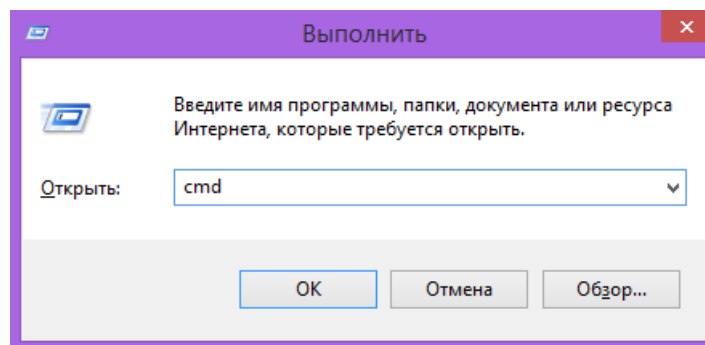 Выполнить
Введите имя программы, папки, документа или ресурса
Интернета, которые требуется открыть.
Открыть: cmd
ОК Отмена Обзор...